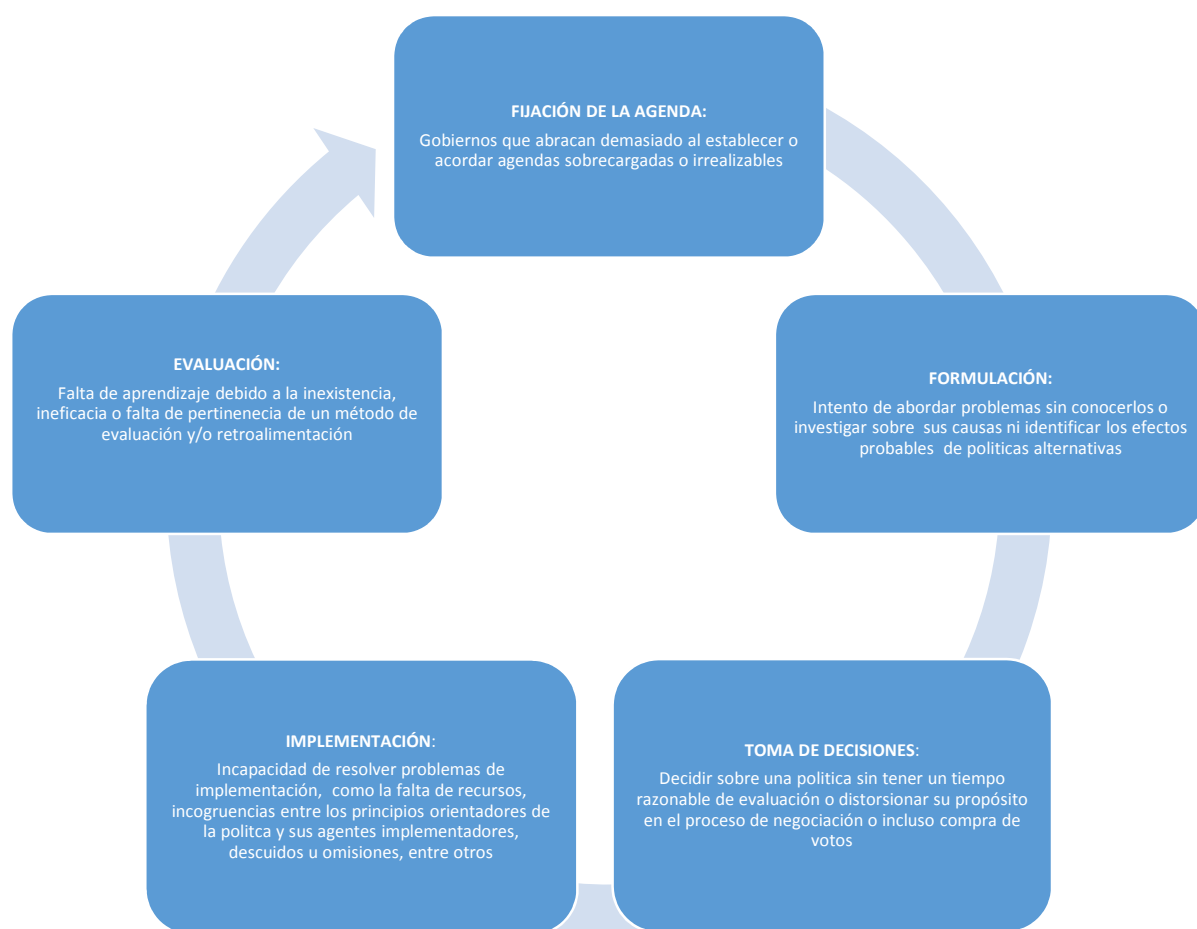 FIJACIÓN DE LA AGENDA:
Gobiernos que abracan demasiado al establecer o
acordar agendas sobrecargadas o irrealizables
FORMULACIÓN:
Intento de abordar problemas sin conocerlos o
investigar sobre sus causas ni identificar los efectos
probables de politicas alternativas
TOMA DE DECISIONES:
Decidir sobre una politica sin tener un tiempo
razonable de evaluación o distorsionar su propósito
en el proceso de negociación o incluso compra de
votos
IMPLEMENTACIÓN:
Incapacidad de resolver problemas de
implementación, como la falta de recursos,
incogruencias entre los principios orientadores de
la politca y sus agentes implementadores,
descuidos u omisiones, entre otros
EVALUACIÓN:
Falta de aprendizaje debido a la inexistencia,
ineficacia o falta de pertinenecia de un método de
evaluación y/o retroalimentación